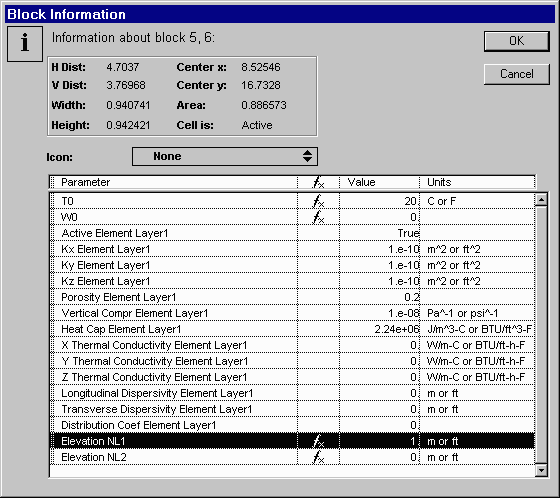 Block Information
Information about block 5, 6:
OK
H Dist: 4.7037 Center x: 8.52546
Cancel
V Dist: 3.76968 Center y: 16.7328
Width: 0.940741 Area: 0.886573
Height: 0.942421 Cell is: Active
Icon: None
Parameter fx Value Units
T0 fx 20 C or F
W0 fx 0
Active Element Layer1 True
Kx Element Layer1 1.e-10 m^2 or ft^2
Ky Element Layer1 1.e-10 m^2 or ft^2
Kz Element Layer1 1.e-10 m^2 or ft^2
Porosity Element Layer1 0.2
Vertical Compr Element Layer1 1.e-08 Pa^-1 or psi^-1
Heat Cap Element Layer1 2.24e+06 J/m^3-C or BTU/ft^3-F
X Thermal Conductivity Element Layer1 0 W/m-C or BTU/ft-h-F
Y Thermal Conductivity Element Layer1 0 W/m-C or BTU/ft-h-F
Z Thermal Conductivity Element Layer1 0 W/m-C or BTU/ft-h-F
Longitudinal Dispersivity Element Layer1 0 m or ft
Transverse Dispersivity Element Layer1 0 m or ft
Distribution Coef Element Layer1 0
Elevation NL1 fx 1 m or ft
Elevation NL2 fx 0 m or ft